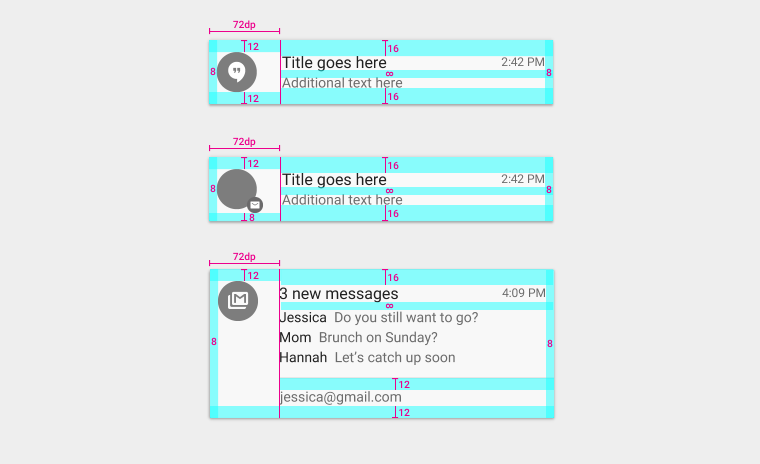 72dp
12
16
8
Title goes here
2:42 PM
8
8
Additional text here
12
16
72dp
12
16
8
Title goes here
2:42 PM
8
8
Additional text here
8
16
72dp
12
16
3 new messages
4:09 PM
8
Jessica Do you still want to go?
Mom Brunch on Sunday?
8
8
Hannah Let's catch up soon
12
jessica@gmail.com
12